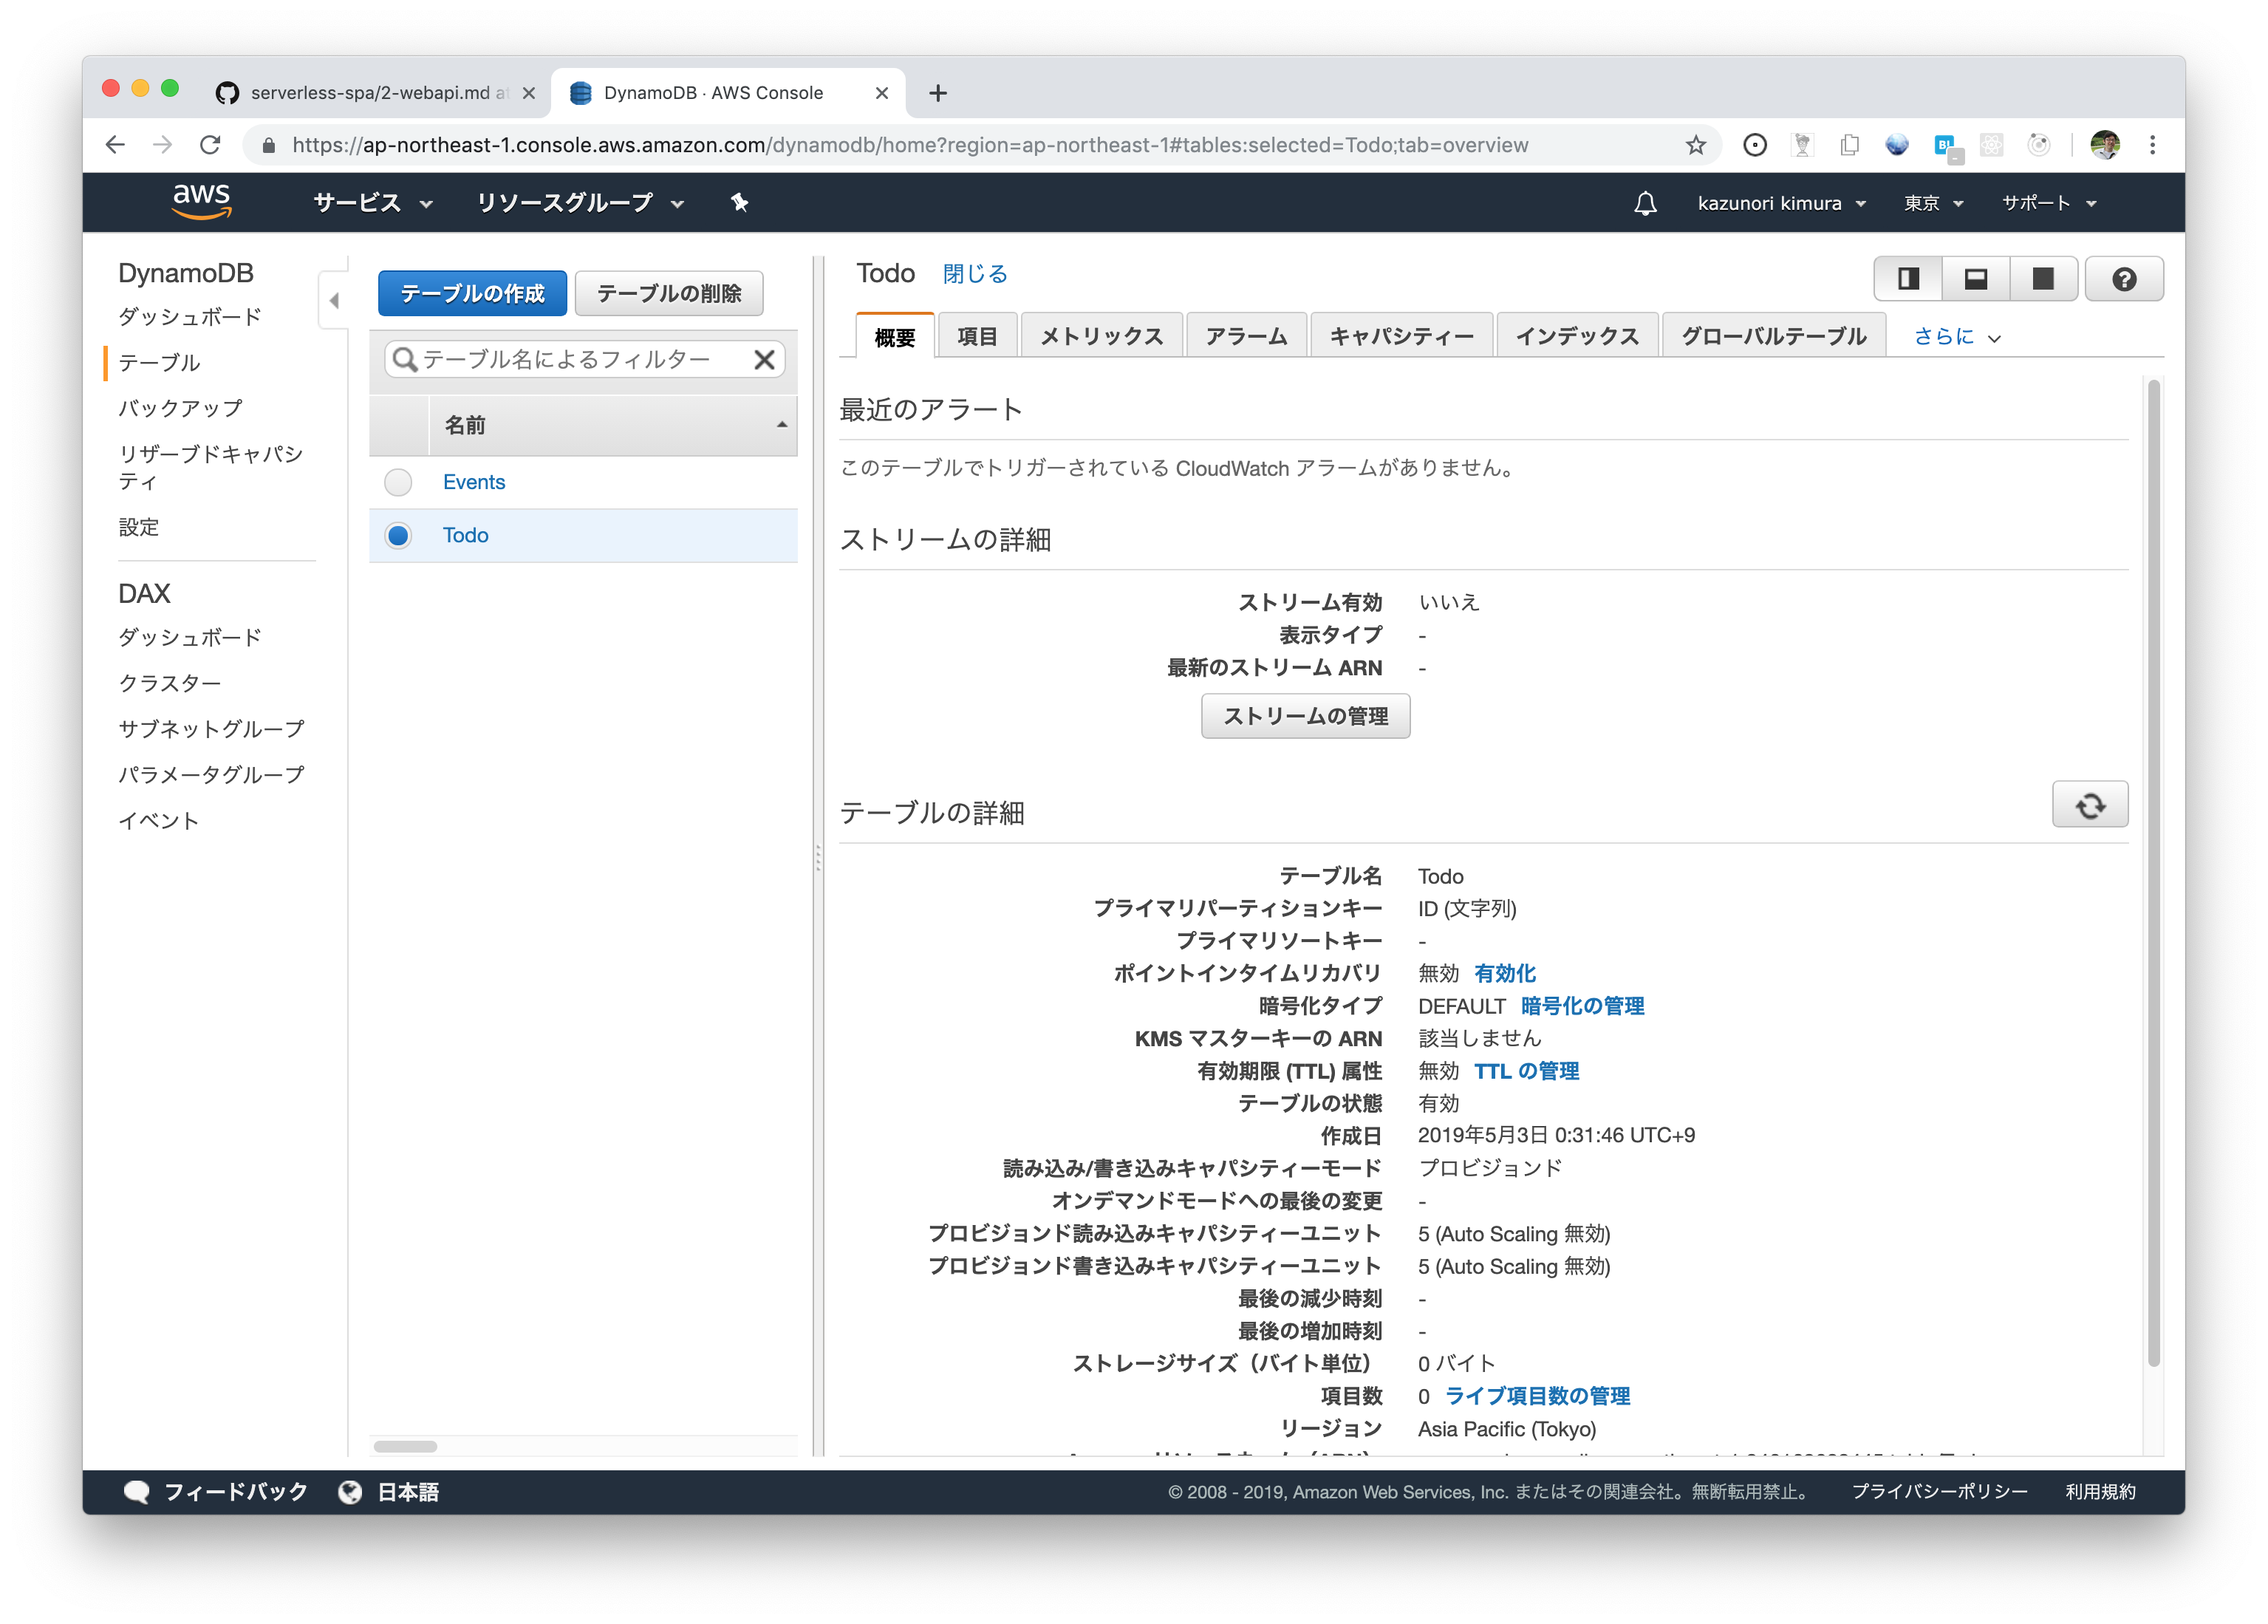 serverless-spa/2-webapi.md at
DynamoDB · AWS Console
https://ap-northeast-1.console.aws.amazon.com/dynamodb/home?region=ap-northeast-1#tables:selected=Todo;tab=overview
aws サービス リソースグループ kazunori kimura 東京 サポート
DynamoDB
ダッシュボード
テーブル
バックアップ
リザーブドキャパシ
ティ
設定
DAX
ダッシュボード
クラスター
サブネットグループ
パラメータグループ
イベント
テーブルの作成 テーブルの削除
テーブル名によるフィルター
名前
Events
Todo
Todo 閉じる
概要 項目 メトリックス アラーム キャパシティー インデックス グローバルテーブル さらに
最近のアラート
このテーブルでトリガーされている CloudWatch アラームがありません。
ストリームの詳細
ストリーム有効 いいえ
表示タイプ -
最新のストリーム ARN -
ストリームの管理
テーブルの詳細
テーブル名 Todo
プライマリパーティションキー ID (文字列)
プライマリソートキー -
ポイントインタイムリカバリ 無効 有効化
暗号化タイプ DEFAULT 暗号化の管理
KMS マスターキーの ARN 該当しません
有効期限 (TTL) 属性 無効 TTL の管理
テーブルの状態 有効
作成日 2019年5月3日 0:31:46 UTC+9
読み込み/書き込みキャパシティーモード プロビジョンド
オンデマンドモードへの最後の変更 -
プロビジョンド読み込みキャパシティーユニット 5 (Auto Scaling 無効)
プロビジョンド書き込みキャパシティーユニット 5 (Auto Scaling 無効)
最後の減少時刻 -
最後の増加時刻 -
ストレージサイズ（バイト単位） 0 バイト
項目数 0 ライブ項目数の管理
リージョン Asia Pacific (Tokyo)
フィードバック 日本語 © 2008 - 2019, Amazon Web Services, Inc. またはその関連会社。無断転用禁止。 プライバシーポリシー 利用規約